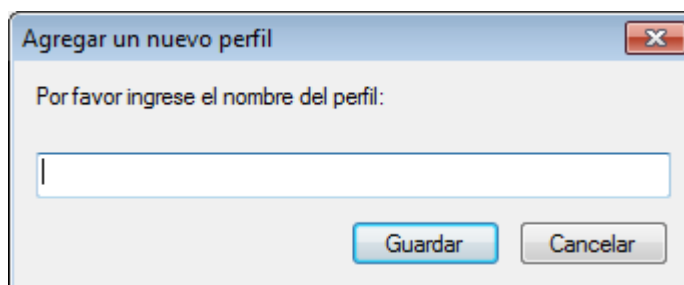 Agregar un nuevo perfil
Por favor ingrese el nombre del perfil:
Guardar Cancelar